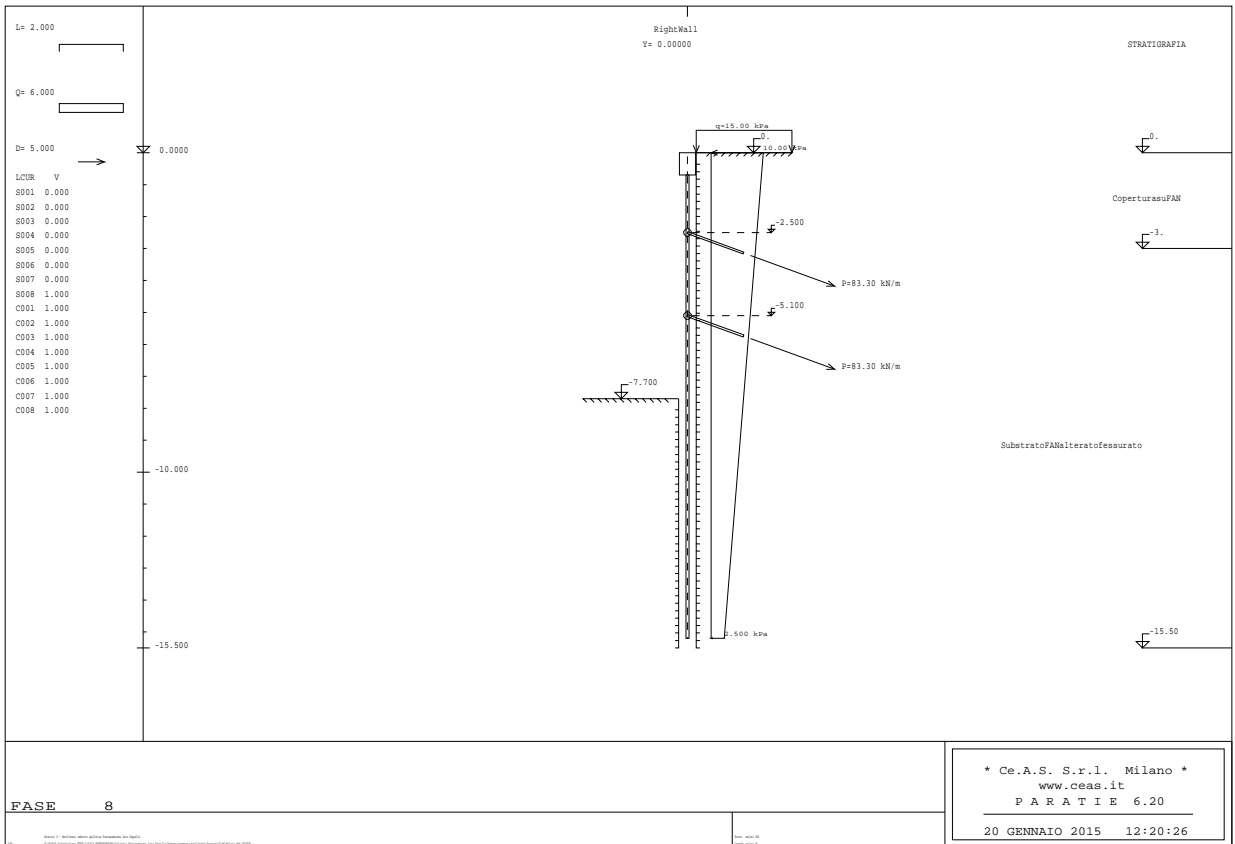 L= 2.000
Q= 6.000
D= 5.000
LCUR V
S001 0.000
S002 0.000
S003 0.000
S004 0.000
S005 0.000
S006 0.000
S007 0.000
S008 1.000
C001 1.000
C002 1.000
C003 1.000
C004 1.000
C005 1.000
C006 1.000
C007 1.000
C008 1.000
0.0000
-10.000
-15.500
RightWall
Y= 0.00000
q=15.00 kPa
0.
10.00 kPa
-2.500
P=83.30 kN/m
-5.100
P=83.30 kN/m
-7.700
2.500 kPa
STRATIGRAFIA
0.
CoperturasuFAN
-3.
SubstratoFANalteratofessurato
-15.50
FASE 8
* Ce.A.S. S.r.l. Milano *
www.ceas.it
P A R A T I E 6.20
20 GENNAIO 2015 12:20:26